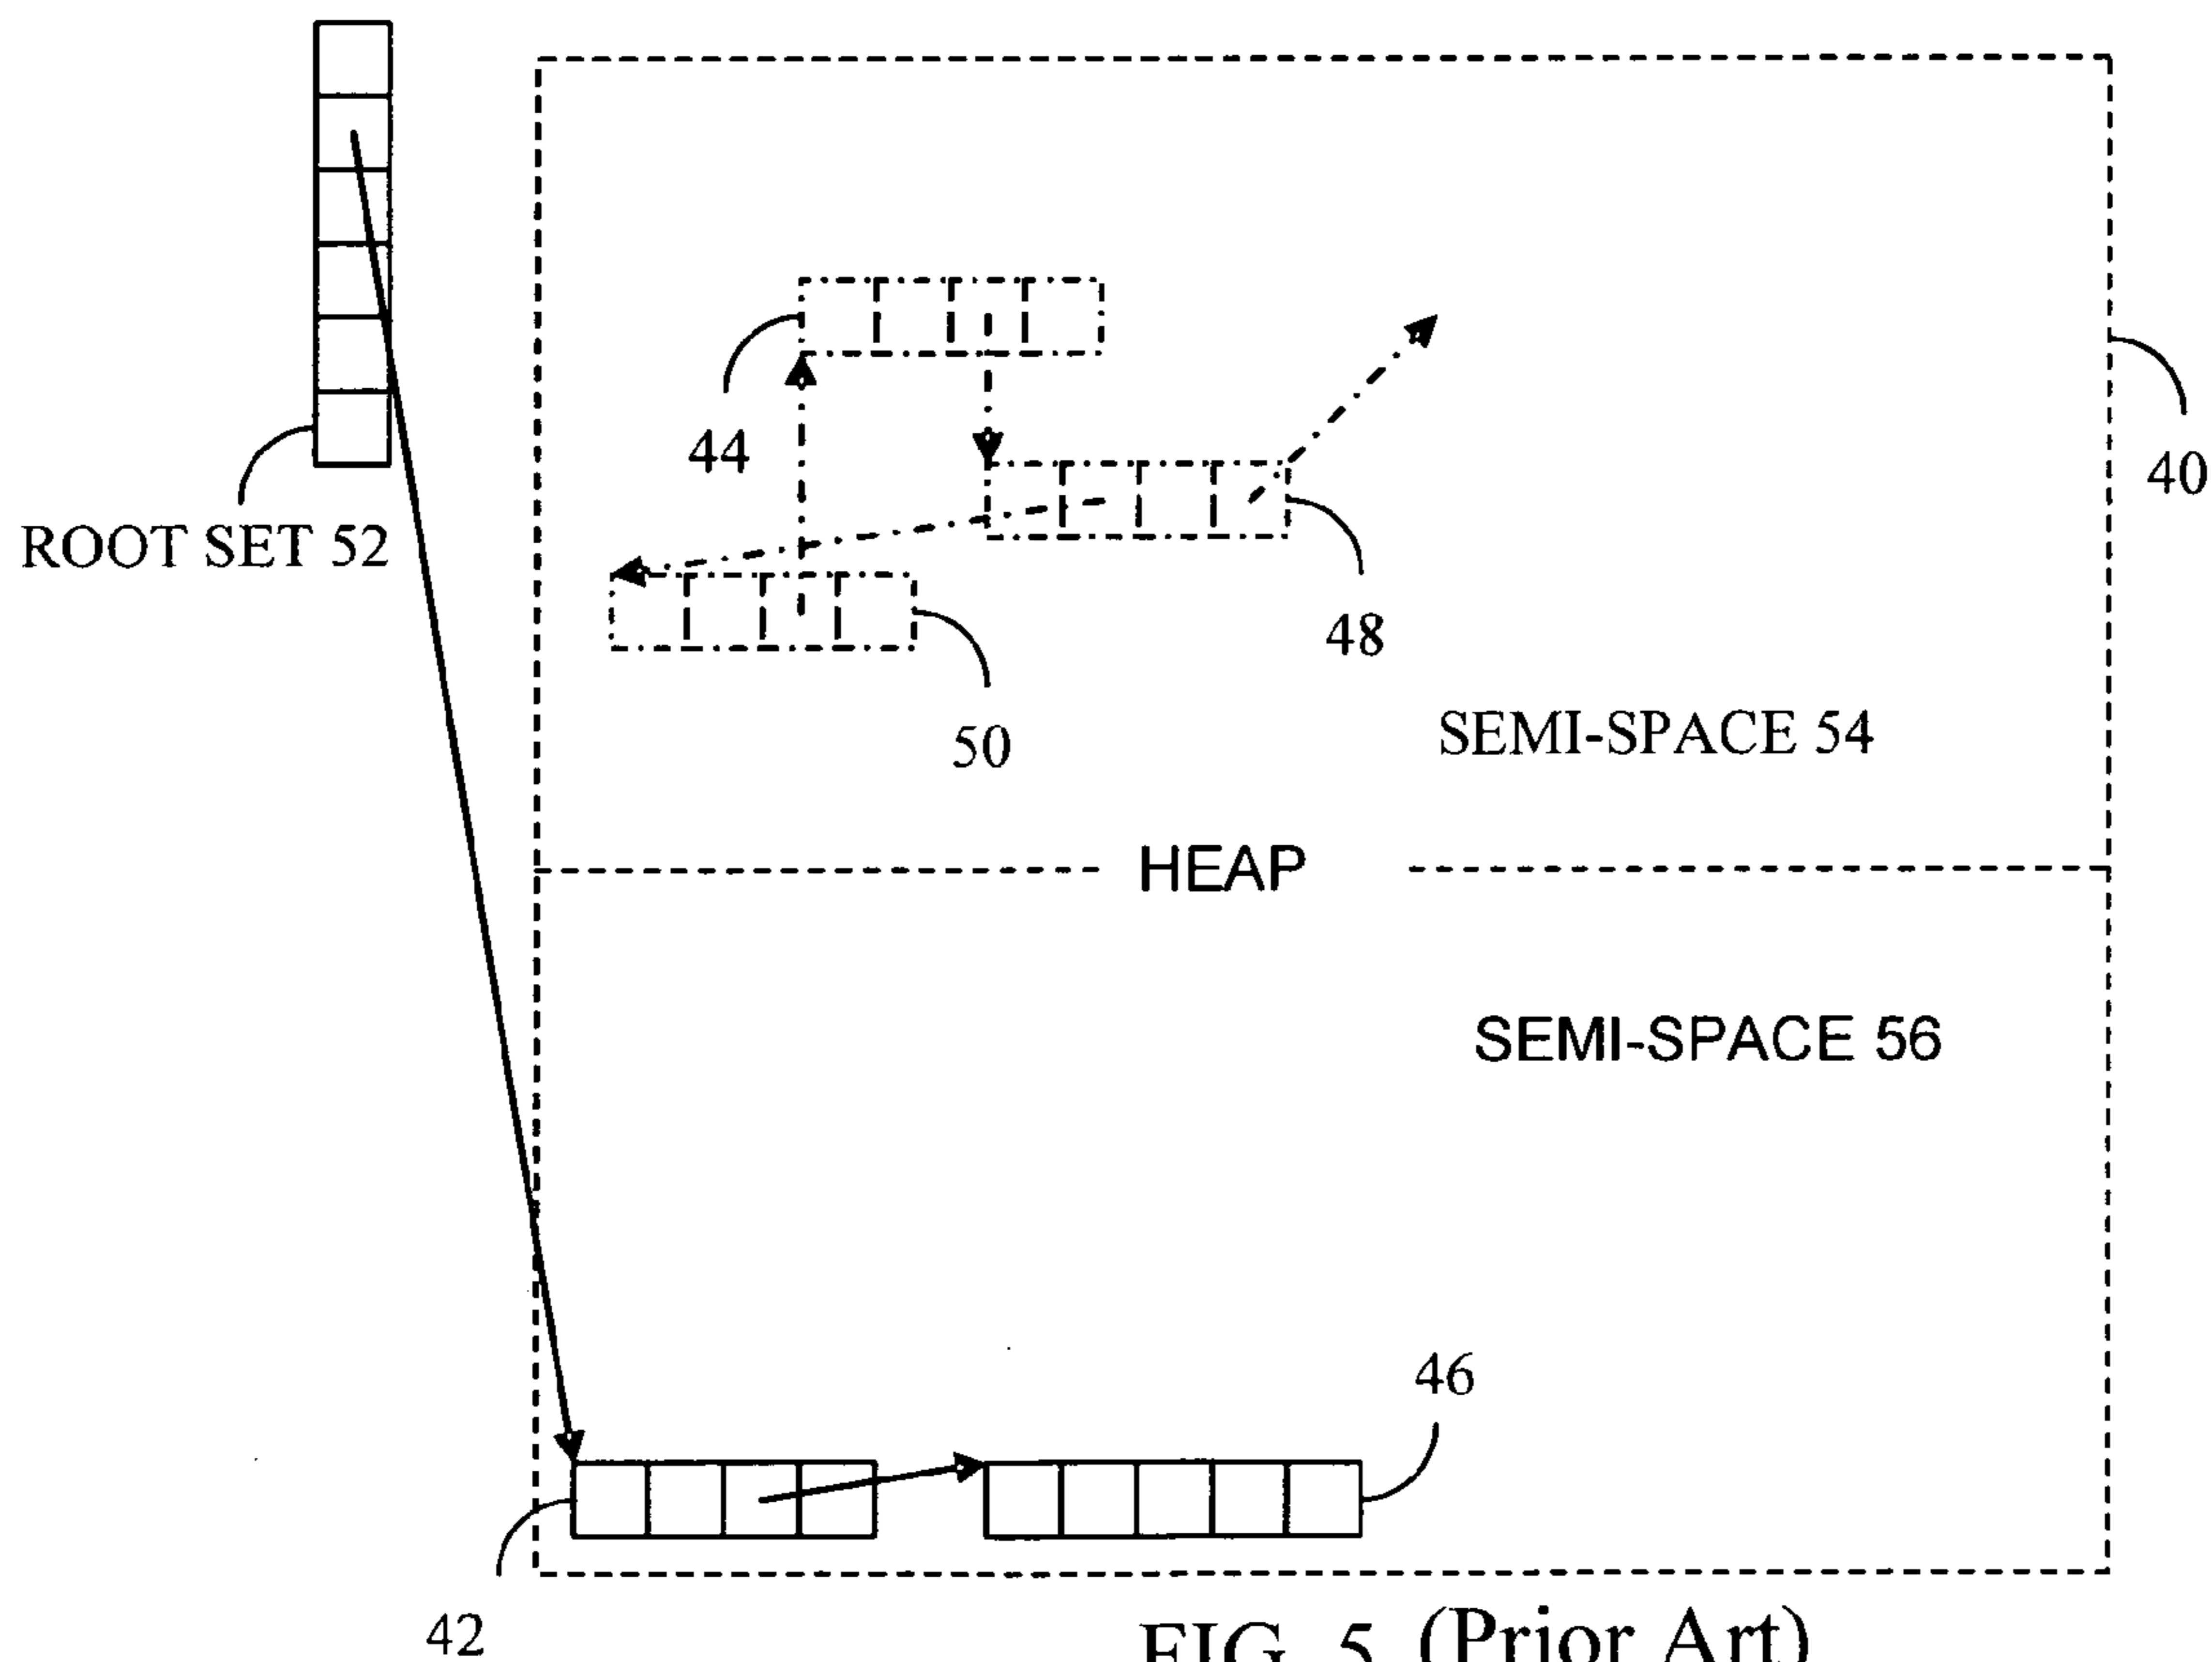 44
40
ROOT SET 52
48
50
SEMI-SPACE 54
HEAP
SEMI-SPACE 56
46
42
FIG. 5 (Prior Art)